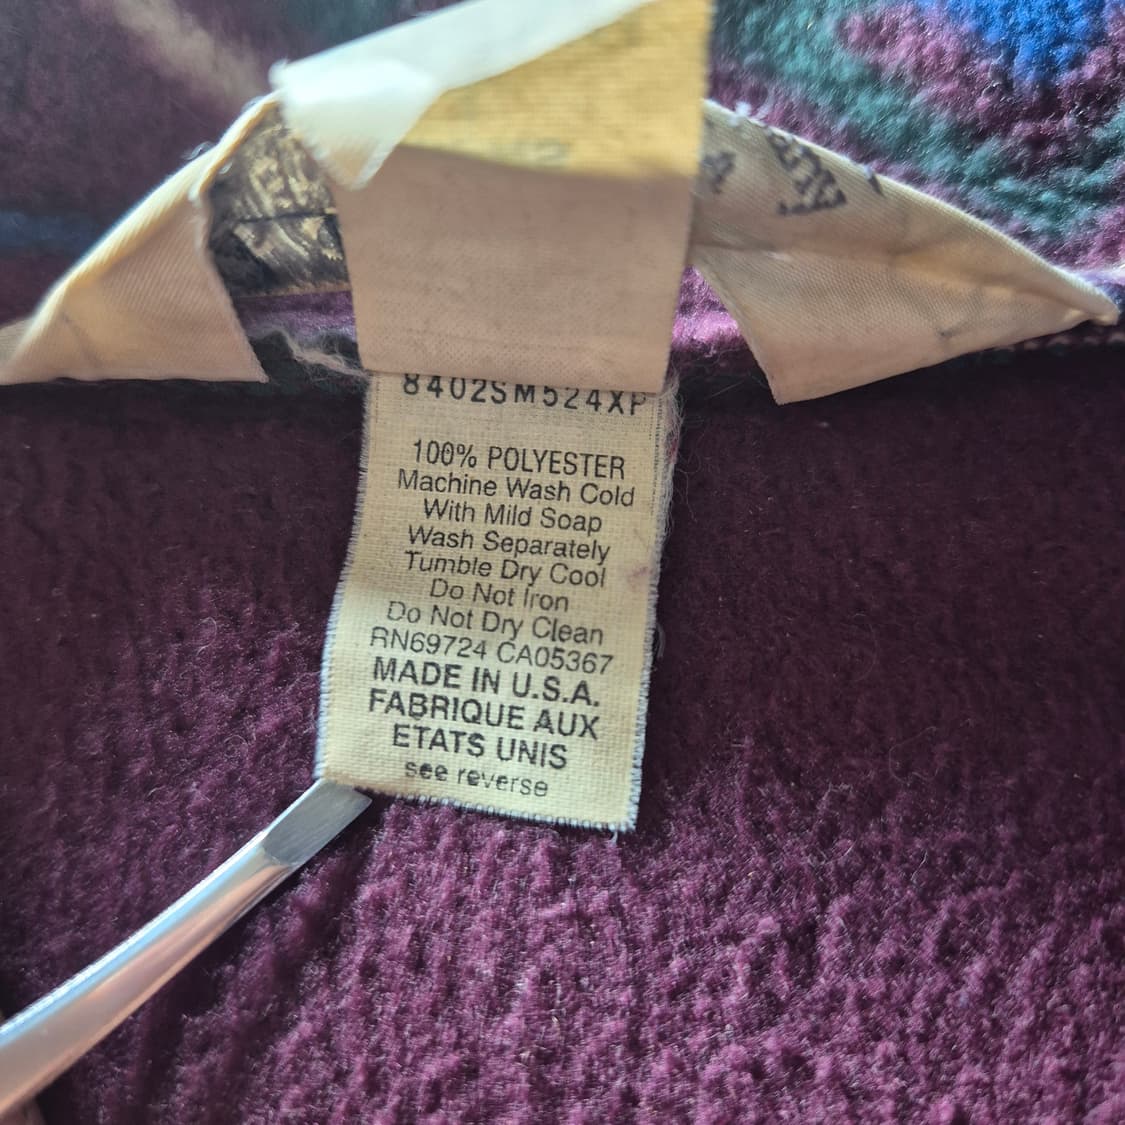 8402SM524XP
100% POLYESTER
Machine Wash Cold
With Mild Soap
Wash Separately
Tumble Dry Cool
Do Not Iron
Do Not Dry Clean
RN69724 CA05367
MADE IN U.S.A.
FABRIQUE AUX
ETATS UNIS
see reverse